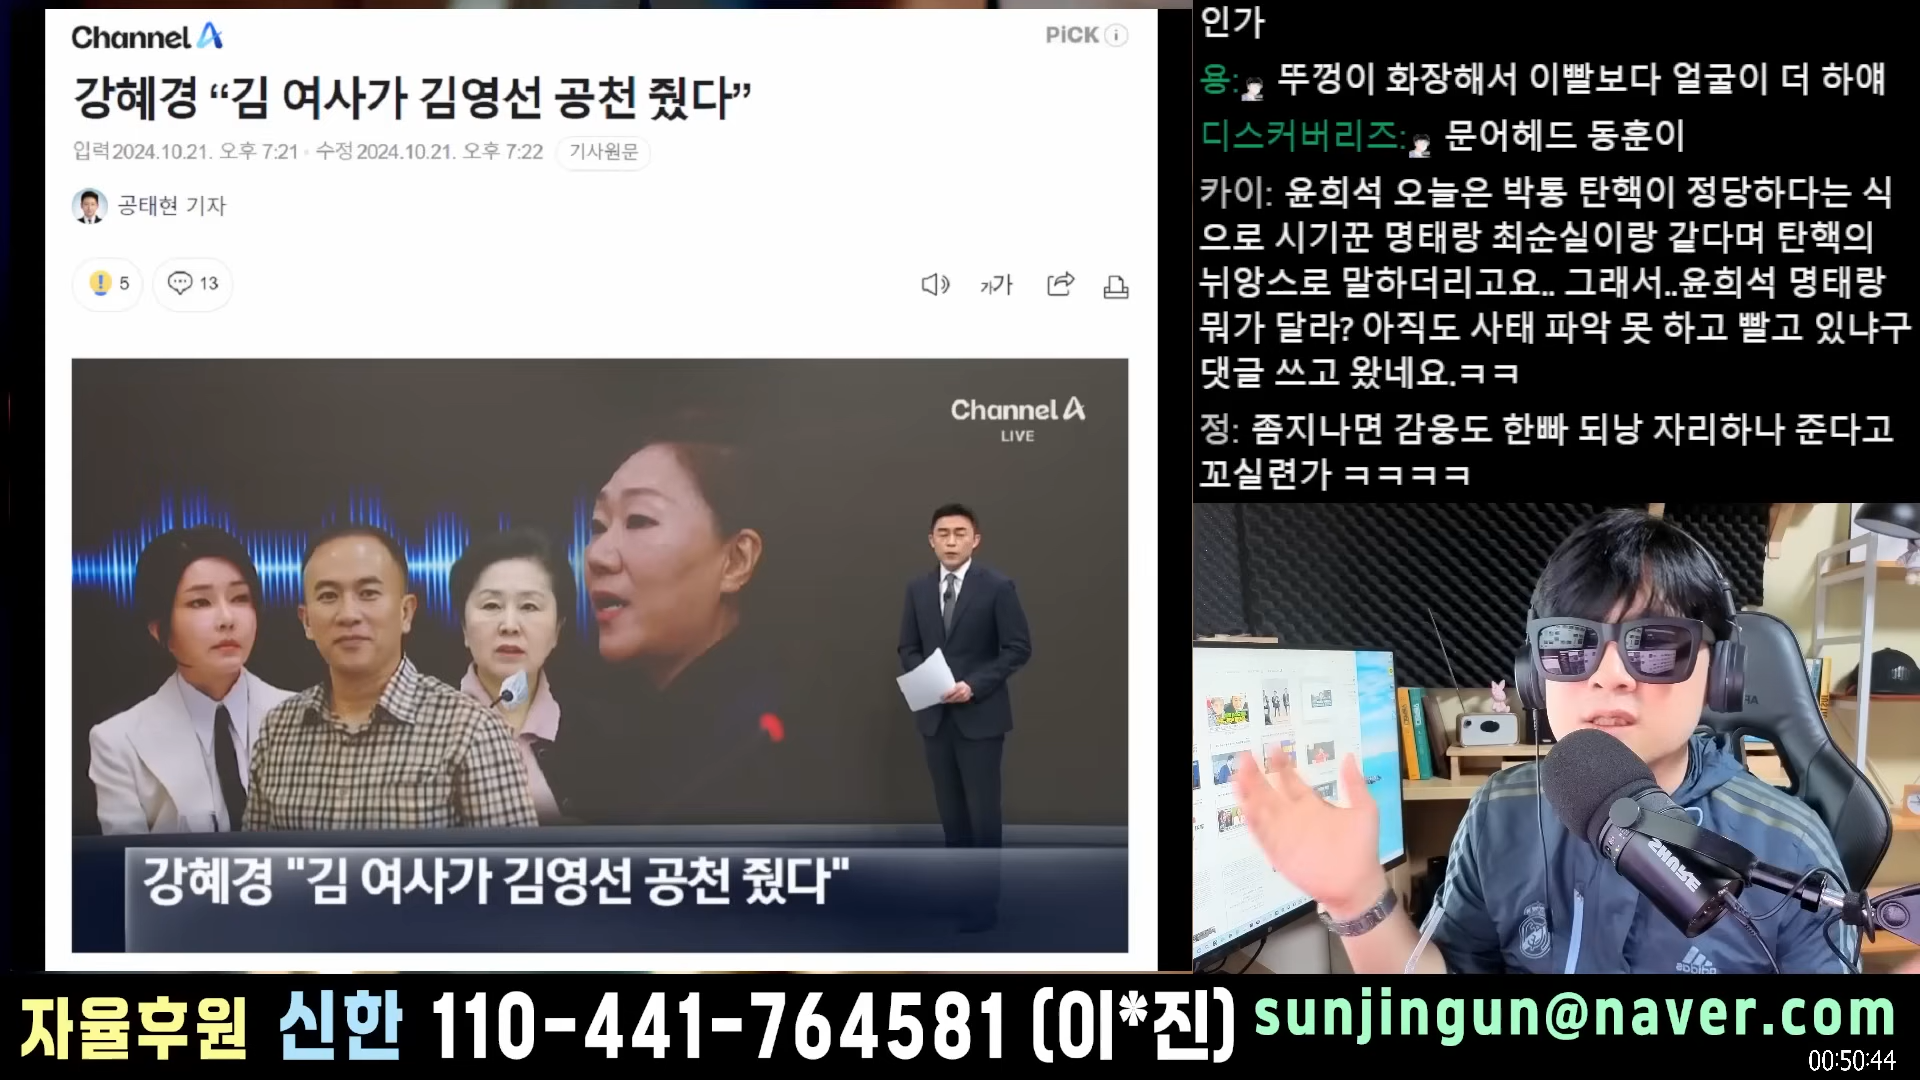 Channel A
PiCK
강혜경 “김 여사가 김영선 공천 줬다”
입력 2024.10.21. 오후 7:21 · 수정 2024.10.21. 오후 7:22 기사원문
공태현 기자
5 13
가가
Channel A
LIVE
강혜경 "김 여사가 김영선 공천 줬다"
인가
용: 뚜껑이 화장해서 이빨보다 얼굴이 더 하얘
디스커버리즈: 문어헤드 동훈이
카이: 윤희석 오늘은 박통 탄핵이 정당하다는 식
으로 시기꾼 명태랑 최순실이랑 같다며 탄핵의
뉘앙스로 말하더리고요.. 그래서..윤희석 명태랑
뭐가 달라? 아직도 사태 파악 못 하고 빨고 있냐구
댓글 쓰고 왔네요.ㅋㅋ
정: 좀지나면 감웅도 한빠 되낭 자리하나 준다고
꼬실련가 ㅋㅋㅋㅋ
SHURE
adidas
자율후원 신한 110-441-764581 (이*진) sunjingun@naver.com
00:50:44